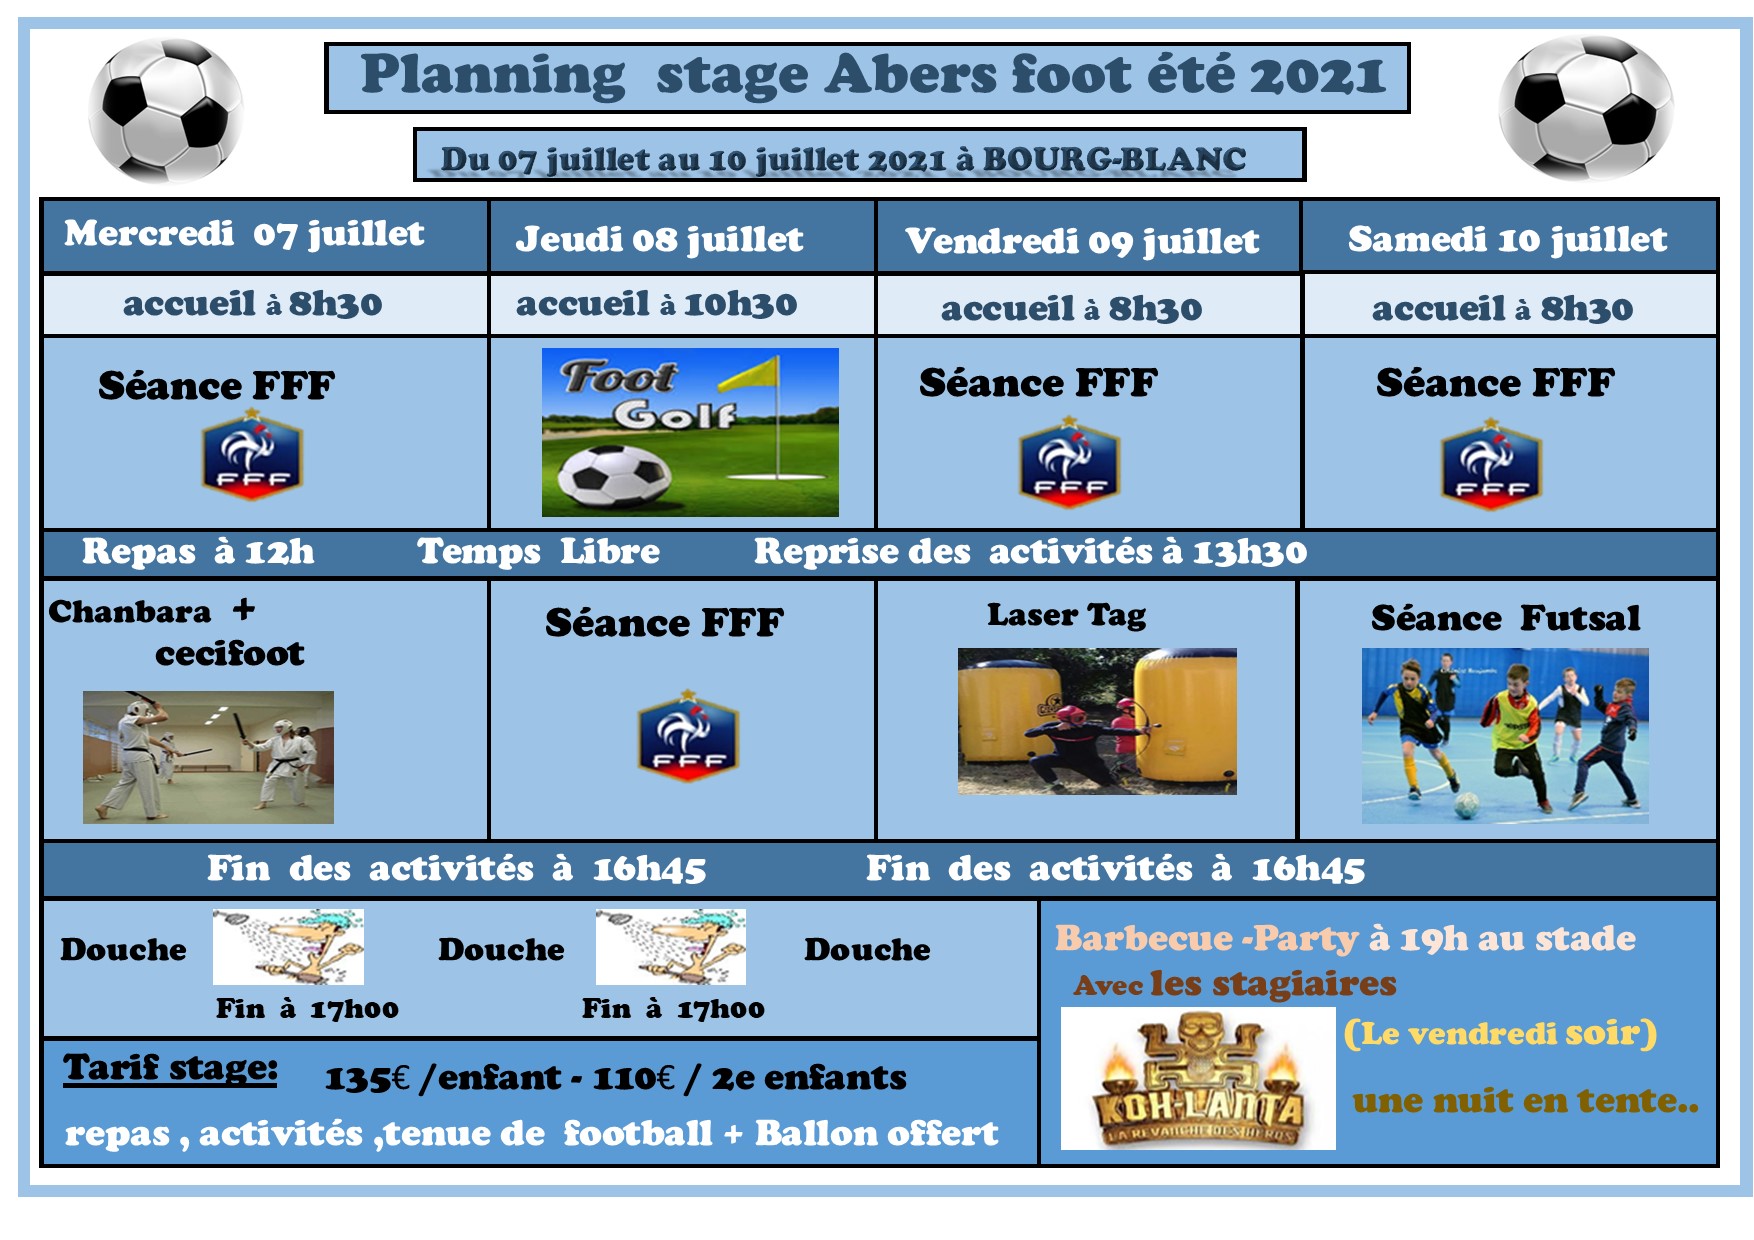 Planning stage Abers foot été 2021
Du 07 juillet au 10 juillet 2021 à BOURG-BLANC
Mercredi 07 juillet
Jeudi 08 juillet
Vendredi 09 juillet
Samedi 10 juillet
accueil à 8h30
accueil à 10h30
accueil à 8h30
accueil à 8h30
Séance FFF
FFF
Foot
Golf
Séance FFF
FFF
Séance FFF
FFF
Repas à 12h Temps Libre Reprise des activités à 13h30
Chanbara +
cecifoot
Séance FFF
FFF
Laser Tag
Séance Futsal
Fin des activités à 16h45 Fin des activités à 16h45
Douche Douche Douche
Fin à 17h00 Fin à 17h00
Barbecue -Party à 19h au stade
Avec les stagiaires
(Le vendredi soir)
une nuit en tente..
KOH-LANTA
LA REVANCHE DES HÉROS
Tarif stage: 135€ /enfant - 110€ / 2e enfants
repas , activités ,tenue de football + Ballon offert